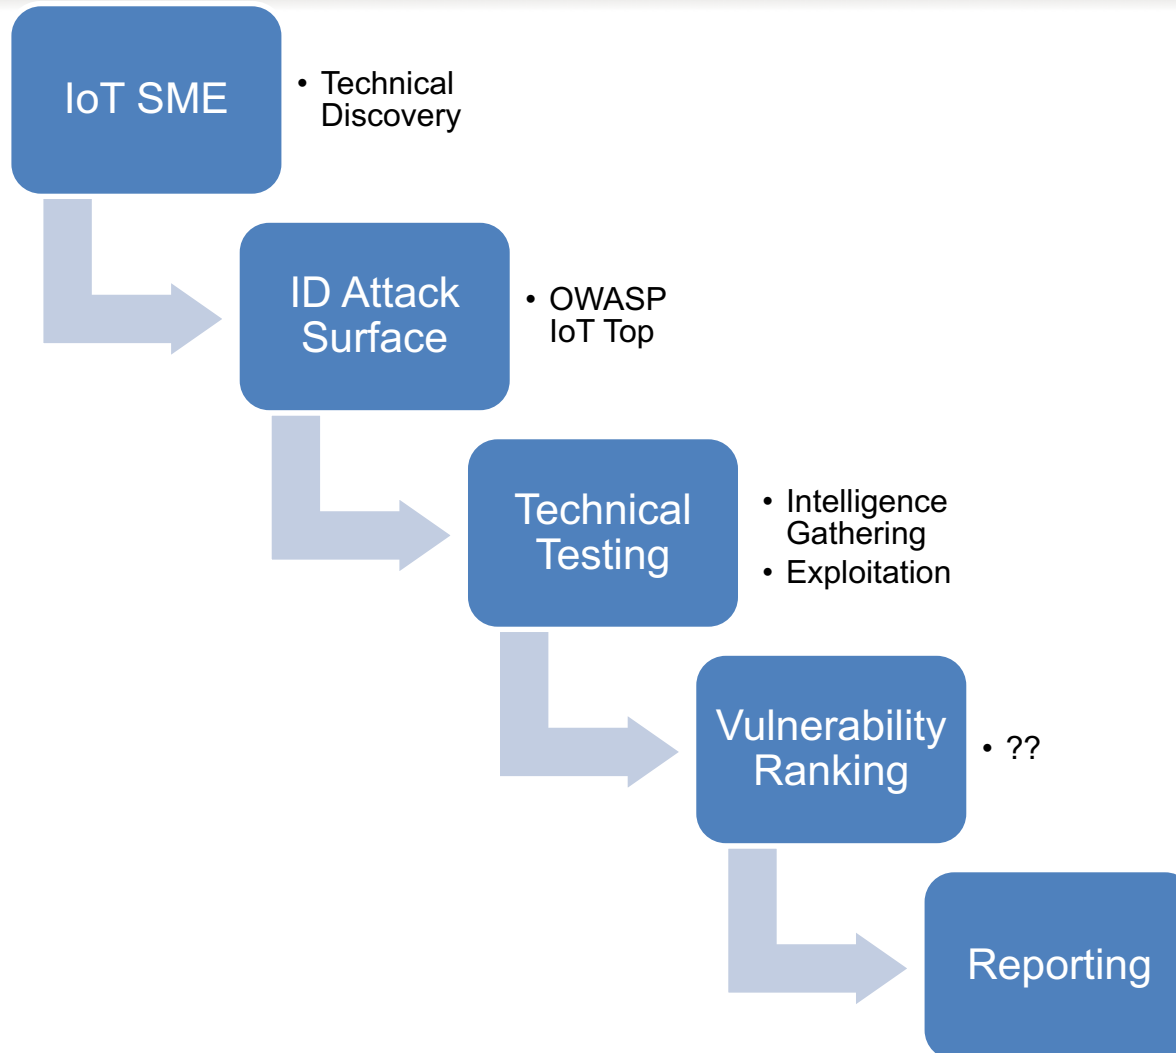 IoT SME
• Technical
Discovery
ID Attack
Surface
• OWASP
IoT Top
Technical
Testing
• Intelligence
Gathering
• Exploitation
Vulnerability
Ranking
• ??
Reporting